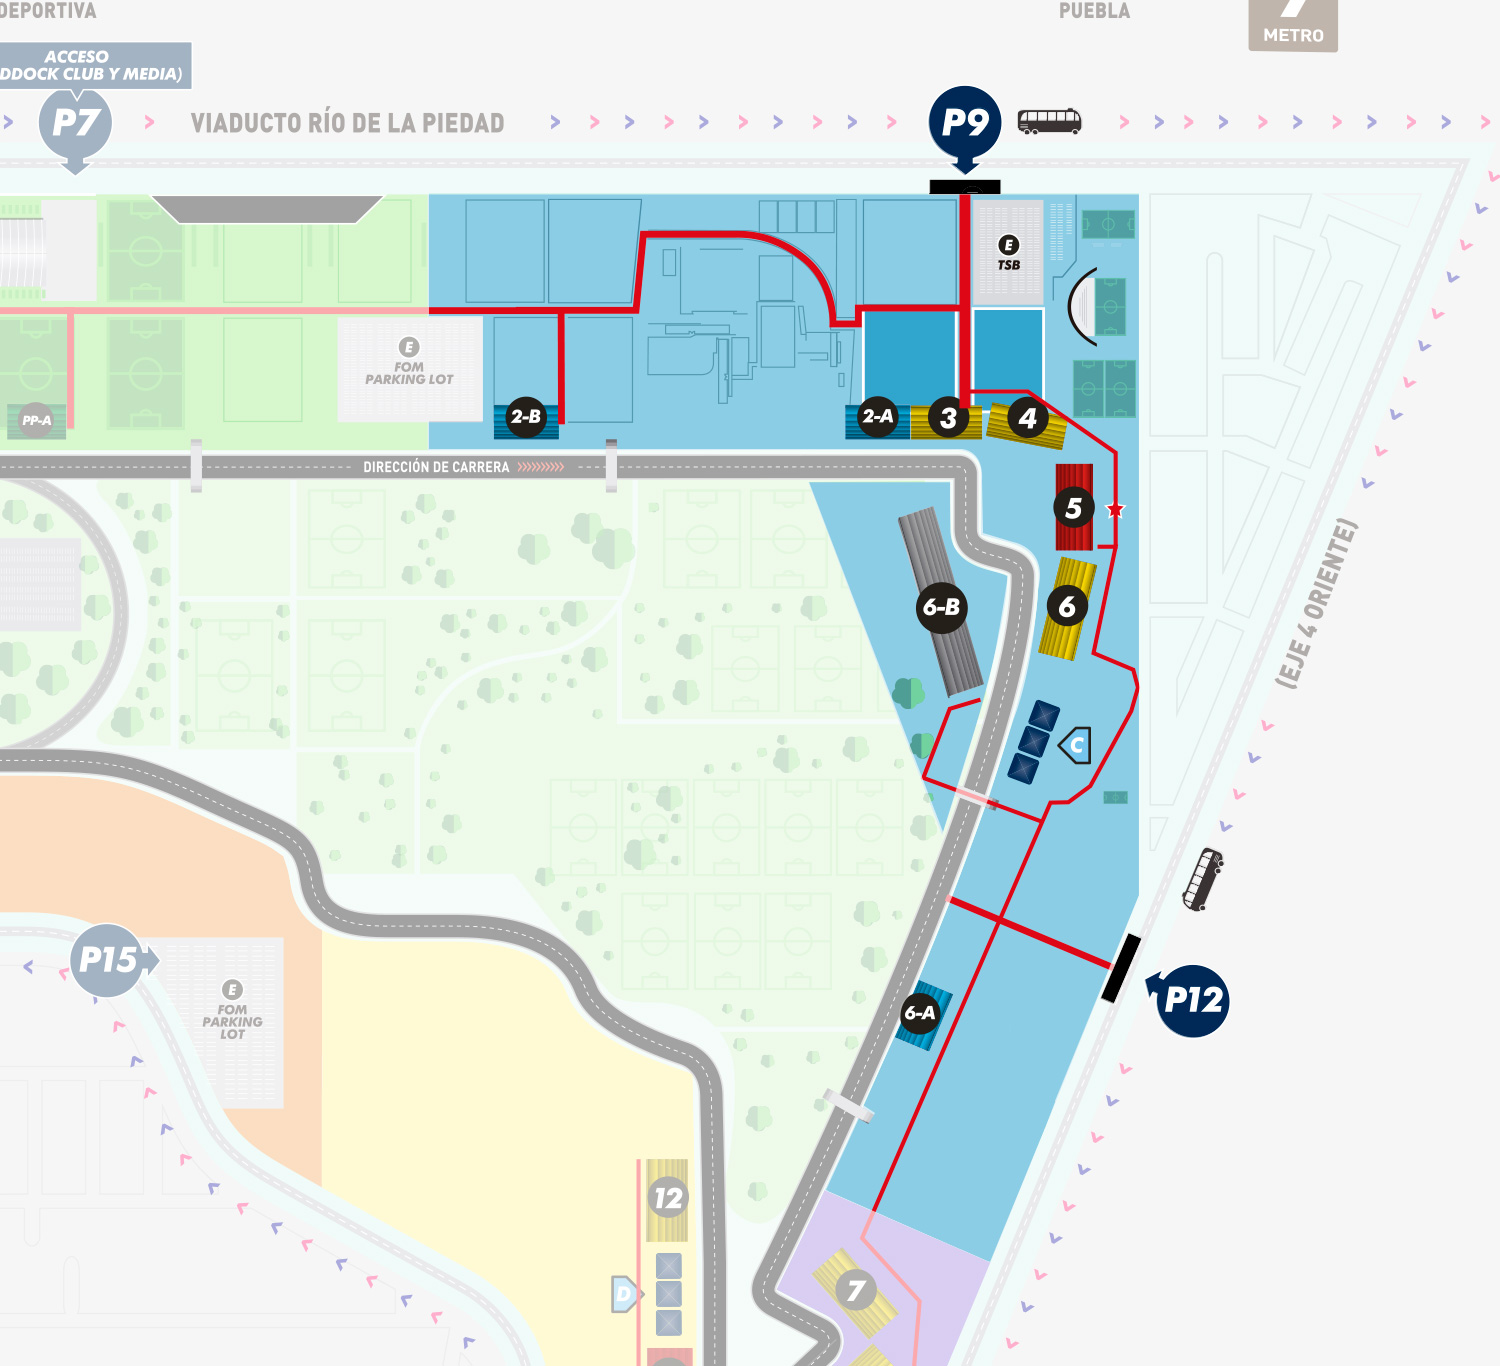 DEPORTIVA
PUEBLA
METRO
ACCESO
DDOCK CLUB Y MEDIA)
P7
VIADUCTO RÍO DE LA PIEDAD
P9
E
TSB
E
FOM
PARKING LOT
PP-A
2-B
2-A
3
4
DIRECCIÓN DE CARRERA
5
6-B
6
(EJE 4 ORIENTE)
C
P15
E
FOM
PARKING
LOT
P12
6-A
12
D
7